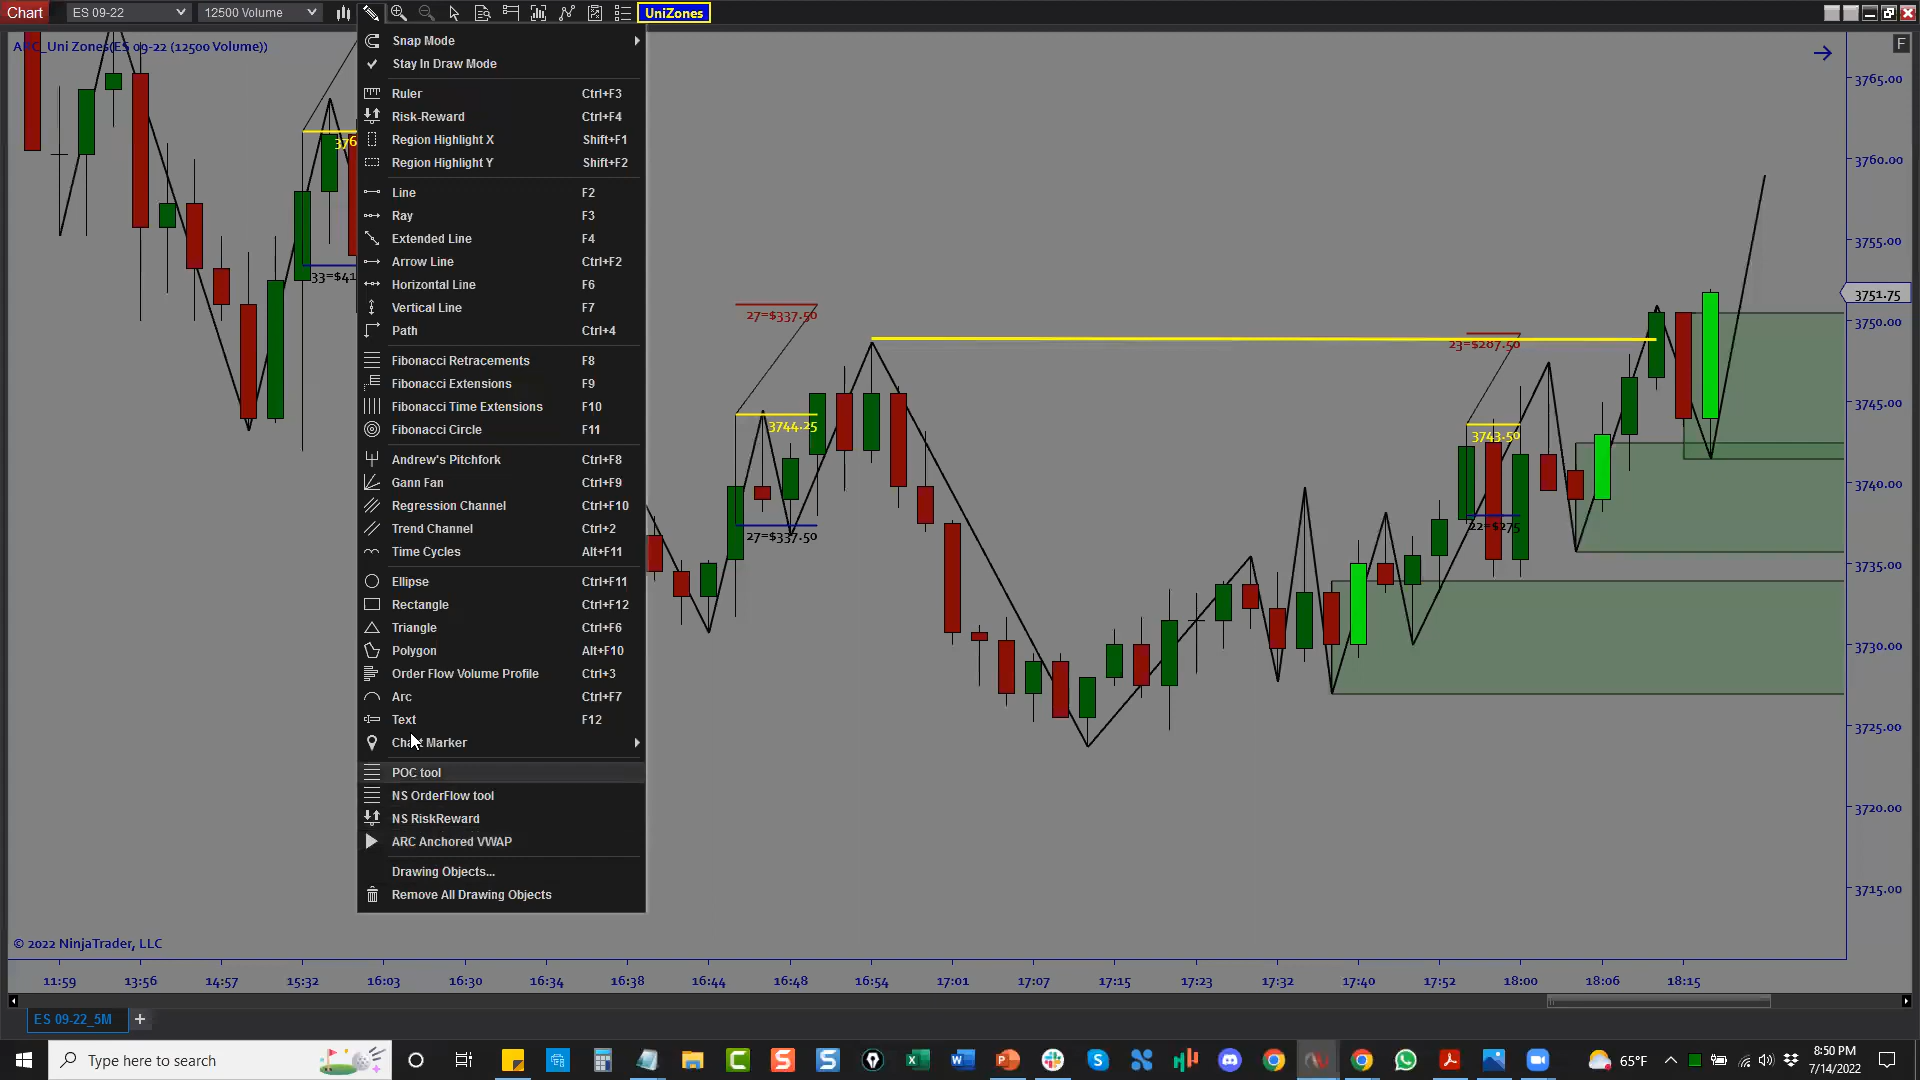 Chart ES 09-22 12500 Volume UniZones
F
Snap Mode
Stay In Draw Mode
Ruler Ctrl+F3
Risk-Reward Ctrl+F4
Region Highlight X Shift+F1
Region Highlight Y Shift+F2
Line F2
Ray F3
Extended Line F4
Arrow Line Ctrl+F2
Horizontal Line F6
Vertical Line F7
Path Ctrl+4
Fibonacci Retracements F8
Fibonacci Extensions F9
Fibonacci Time Extensions F10
Fibonacci Circle F11
Andrew's Pitchfork Ctrl+F8
Gann Fan Ctrl+F9
Regression Channel Ctrl+F10
Trend Channel Ctrl+2
Time Cycles Alt+F11
Ellipse Ctrl+F11
Rectangle Ctrl+F12
Triangle Ctrl+F6
Polygon Alt+F10
Order Flow Volume Profile Ctrl+3
Arc Ctrl+F7
Text F12
Chart Marker
POC tool
NS OrderFlow tool
NS RiskReward
ARC Anchored VWAP
Drawing Objects...
Remove All Drawing Objects
27=$337.50
3744.25
27=$337.50
23=$287.50
3743.50
22=$275
3765.00
3760.00
3755.00
3751.75
3750.00
3745.00
3740.00
3735.00
3730.00
3725.00
3720.00
3715.00
© 2022 NinjaTrader, LLC
11:59 13:56 14:57 15:32 16:03 16:30 16:34 16:38 16:44 16:48 16:54 17:01 17:07 17:15 17:23 17:32 17:40 17:52 18:00 18:06 18:15
ES 09-22_5M +
Type here to search
65°F
8:50 PM
7/14/2022